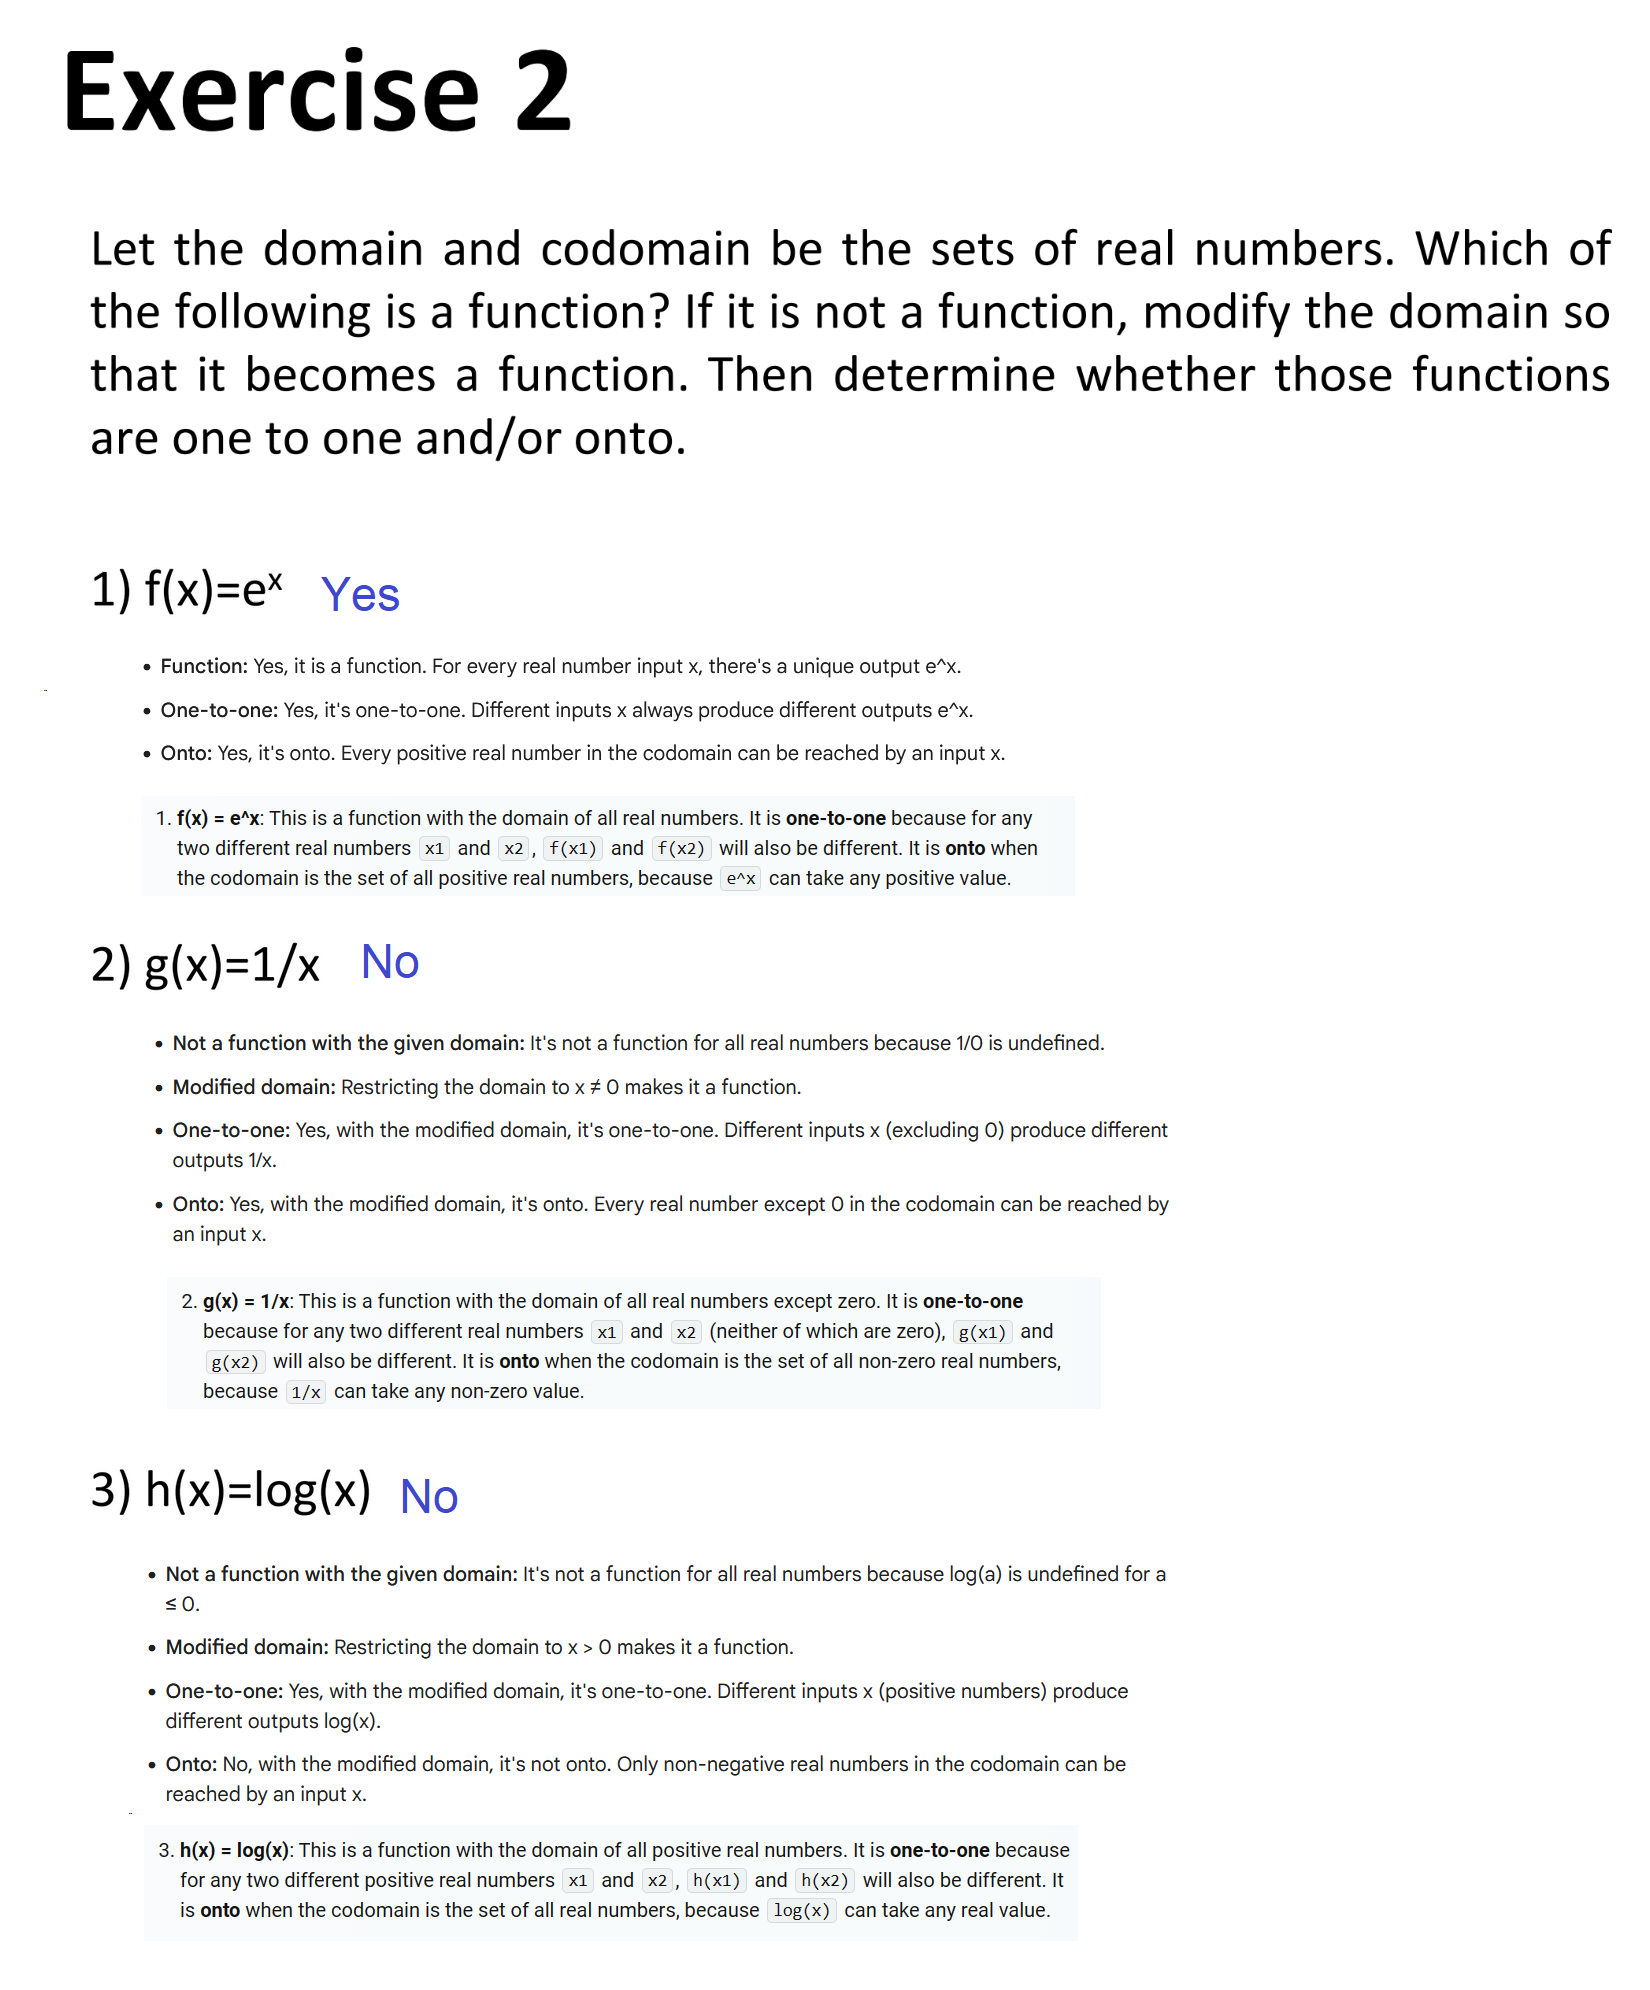 Exercise 2
Let the domain and codomain be the sets of real numbers. Which of
the following is a function? If it is not a function, modify the domain so
that it becomes a function. Then determine whether those functions
are one to one and/or onto.
1) f(x)=eˣ Yes
• Function: Yes, it is a function. For every real number input x, there's a unique output e^x.
• One-to-one: Yes, it's one-to-one. Different inputs x always produce different outputs e^x.
• Onto: Yes, it's onto. Every positive real number in the codomain can be reached by an input x.
1. f(x) = e^x: This is a function with the domain of all real numbers. It is one-to-one because for any
two different real numbers x1 and x2 , f(x1) and f(x2) will also be different. It is onto when
the codomain is the set of all positive real numbers, because e^x can take any positive value.
2) g(x)=1/x No
• Not a function with the given domain: It's not a function for all real numbers because 1/0 is undefined.
• Modified domain: Restricting the domain to x ≠ 0 makes it a function.
• One-to-one: Yes, with the modified domain, it's one-to-one. Different inputs x (excluding 0) produce different
outputs 1/x.
• Onto: Yes, with the modified domain, it's onto. Every real number except 0 in the codomain can be reached by
an input x.
2. g(x) = 1/x: This is a function with the domain of all real numbers except zero. It is one-to-one
because for any two different real numbers x1 and x2 (neither of which are zero), g(x1) and
g(x2) will also be different. It is onto when the codomain is the set of all non-zero real numbers,
because 1/x can take any non-zero value.
3) h(x)=log(x) No
• Not a function with the given domain: It's not a function for all real numbers because log(a) is undefined for a
≤ 0.
• Modified domain: Restricting the domain to x > 0 makes it a function.
• One-to-one: Yes, with the modified domain, it's one-to-one. Different inputs x (positive numbers) produce
different outputs log(x).
• Onto: No, with the modified domain, it's not onto. Only non-negative real numbers in the codomain can be
reached by an input x.
3. h(x) = log(x): This is a function with the domain of all positive real numbers. It is one-to-one because
for any two different positive real numbers x1 and x2 , h(x1) and h(x2) will also be different. It
is onto when the codomain is the set of all real numbers, because log(x) can take any real value.